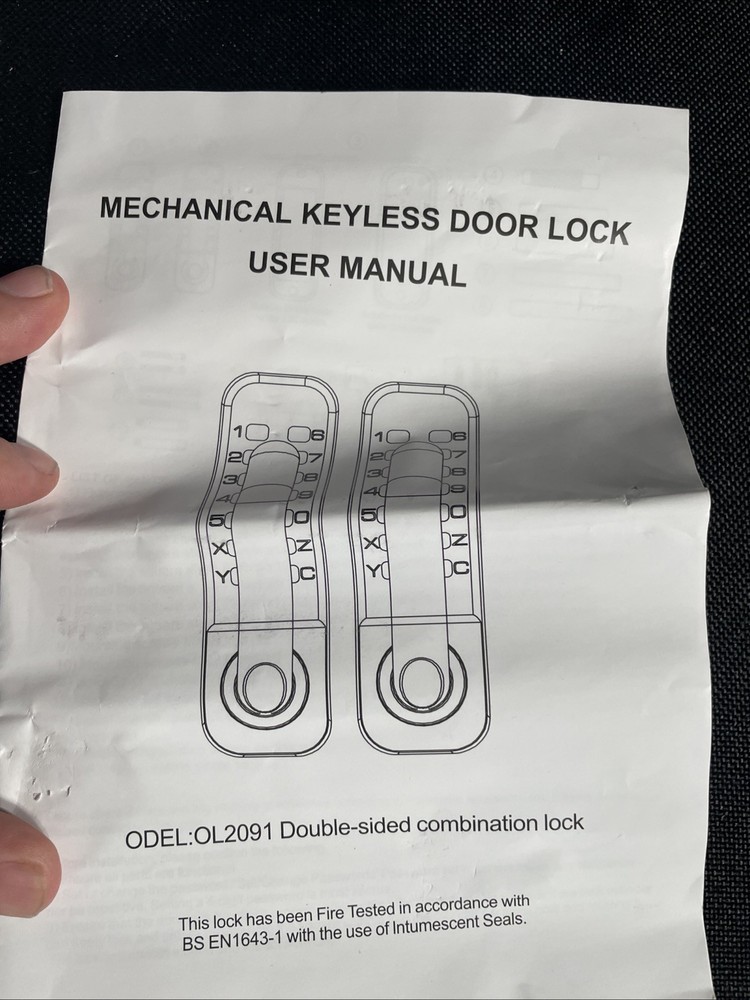 MECHANICAL KEYLESS DOOR LOCK
USER MANUAL
1 6 1 6
2 7 2 7
3 8 3 8
4 9 4 9
5 0 5 0
X Z X Z
Y C Y C
ODEL:OL2091 Double-sided combination lock
This lock has been Fire Tested in accordance with
BS EN1643-1 with the use of Intumescent Seals.